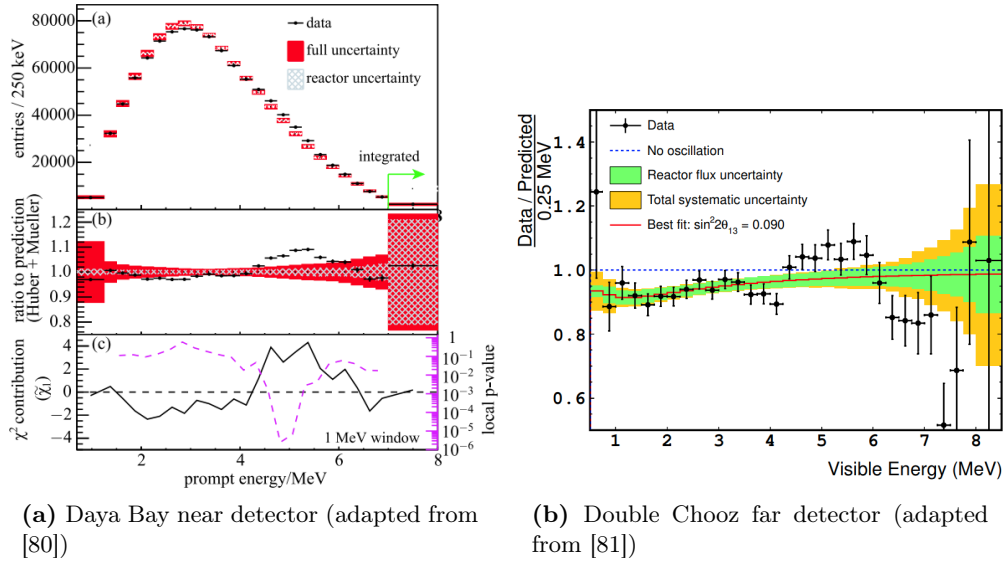 (a)
data
full uncertainty
reactor uncertainty
integrated
entries / 250 keV
80000
60000
40000
20000
(b)
ratio to prediction
(Huber + Mueller)
1.2
1.1
1.0
0.9
0.8
(c)
χ² contribution
(χ̃ᵢ)
4
2
0
−2
−4
1
10⁻¹
10⁻²
10⁻³
10⁻⁴
10⁻⁵
10⁻⁶
local p-value
1 MeV window
2 4 6 8
prompt energy/MeV
(a) Daya Bay near detector (adapted from
[80])
Data / Predicted
0.25 MeV
1.4
1.2
1.0
0.8
0.6
Data
No oscillation
Reactor flux uncertainty
Total systematic uncertainty
Best fit: sin²2θ₁₃ = 0.090
1 2 3 4 5 6 7 8
Visible Energy (MeV)
(b) Double Chooz far detector (adapted
from [81])